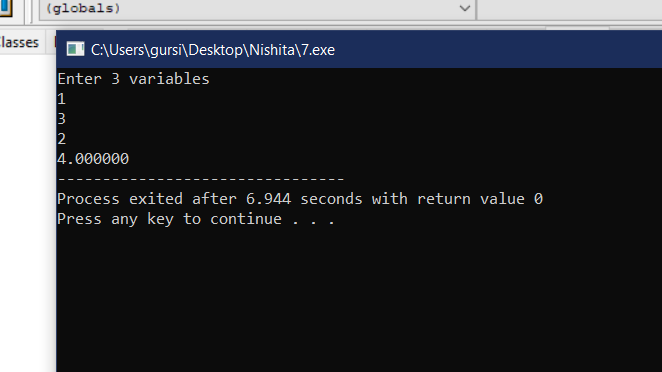 (globals)
Classes
C:\Users\gursi\Desktop\Nishita\7.exe
Enter 3 variables
1
3
2
4.000000
--------------------------------
Process exited after 6.944 seconds with return value 0
Press any key to continue . . .